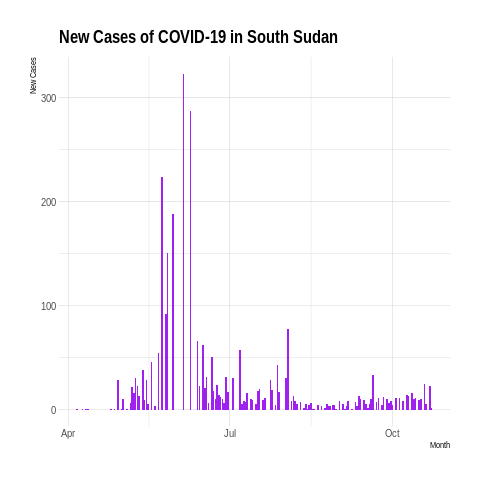 New Cases of COVID-19 in South Sudan
New Cases
300
200
100
0
Apr
Jul
Oct
Month